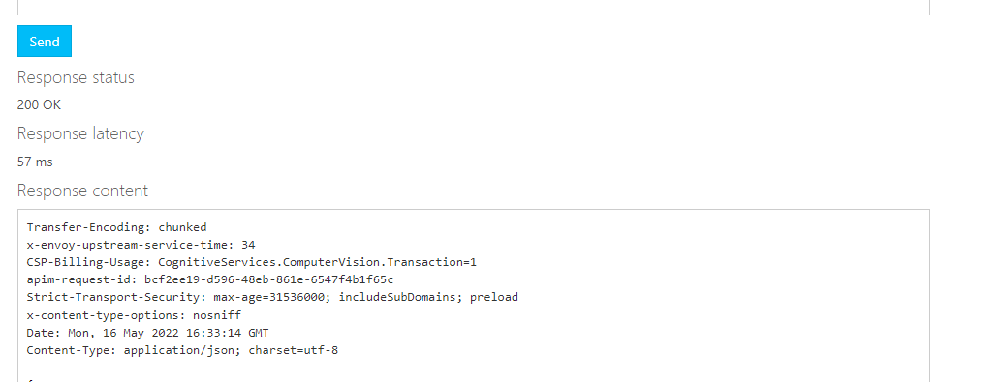 Send
Response status
200 OK
Response latency
57 ms
Response content
Transfer-Encoding: chunked
x-envoy-upstream-service-time: 34
CSP-Billing-Usage: CognitiveServices.ComputerVision.Transaction=1
apim-request-id: bcf2ee19-d596-48eb-861e-6547f4b1f65c
Strict-Transport-Security: max-age=31536000; includeSubDomains; preload
x-content-type-options: nosniff
Date: Mon, 16 May 2022 16:33:14 GMT
Content-Type: application/json; charset=utf-8